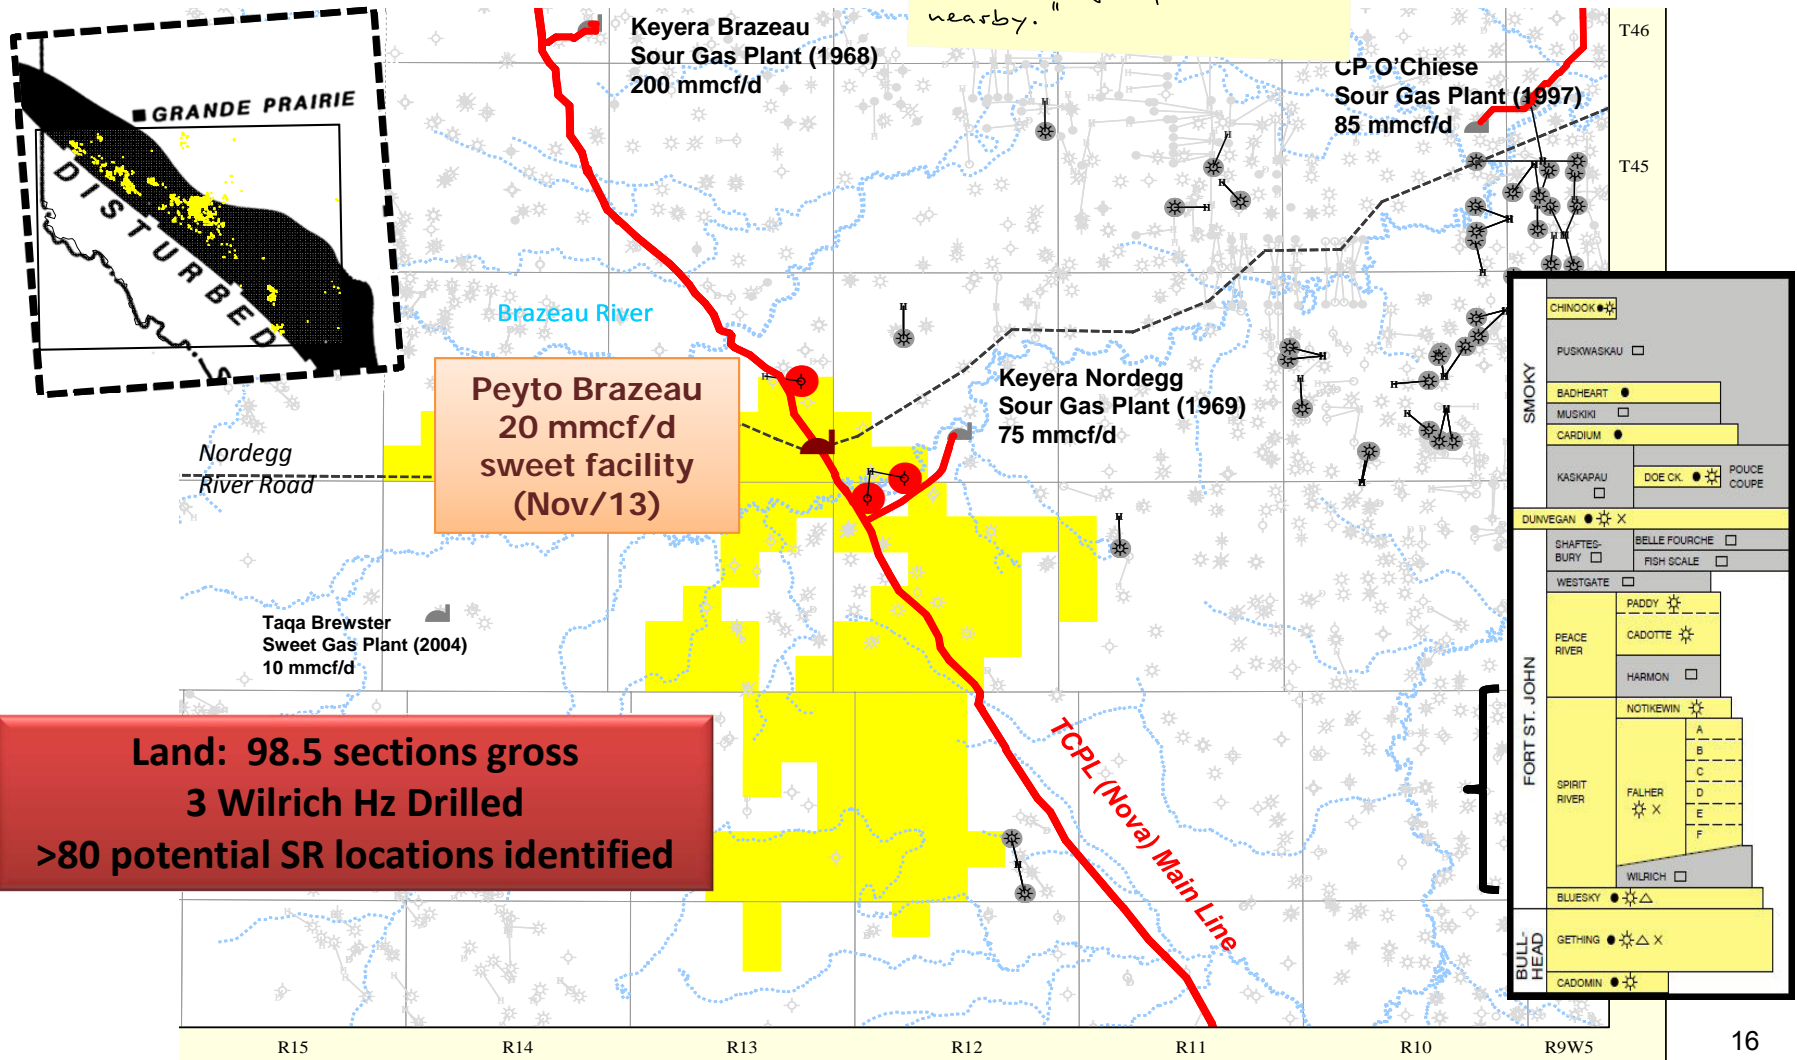 nearby."
Keyera Brazeau
Sour Gas Plant (1968)
200 mmcf/d
CP O'Chiese
Sour Gas Plant (1997)
85 mmcf/d
T46
T45
GRANDE PRAIRIE
DISTURBED
Brazeau River
Peyto Brazeau
20 mmcf/d
sweet facility
(Nov/13)
Keyera Nordegg
Sour Gas Plant (1969)
75 mmcf/d
Nordegg
River Road
Taqa Brewster
Sweet Gas Plant (2004)
10 mmcf/d
Land: 98.5 sections gross
3 Wilrich Hz Drilled
>80 potential SR locations identified
TCPL (Nova) Main Line
SMOKY
CHINOOK
PUSKWASKAU
BADHEART
MUSKIKI
CARDIUM
KASKAPAU
DOE CK.
POUCE
COUPE
DUNVEGAN
SHAFTES-
BURY
BELLE FOURCHE
FISH SCALE
WESTGATE
FORT ST. JOHN
PEACE
RIVER
PADDY
CADOTTE
HARMON
SPIRIT
RIVER
NOTIKEWIN
FALHER
A
B
C
D
E
F
WILRICH
BLUESKY
BULL-
HEAD
GETHING
CADOMIN
R15
R14
R13
R12
R11
R10
R9W5
16